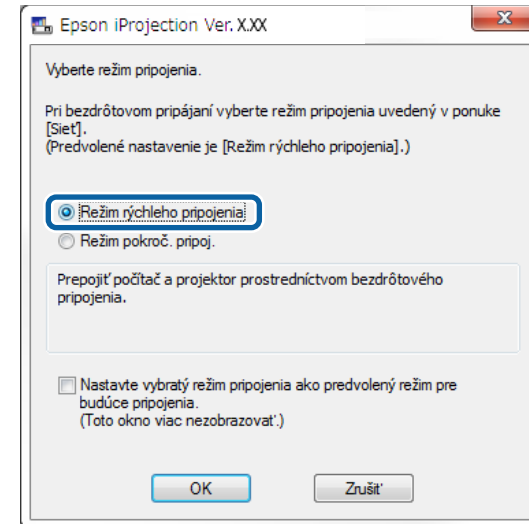 Epson iProjection Ver. X.XX
Vyberte režim pripojenia.
Pri bezdrôtovom pripájaní vyberte režim pripojenia uvedený v ponuke
[Sieť].
(Predvolené nastavenie je [Režim rýchleho pripojenia].)
Režim rýchleho pripojenia
Režim pokroč. pripoj.
Prepojiť počítač a projektor prostredníctvom bezdrôtového
pripojenia.
Nastavte vybratý režim pripojenia ako predvolený režim pre
budúce pripojenia.
(Toto okno viac nezobrazovať.)
OK
Zrušiť